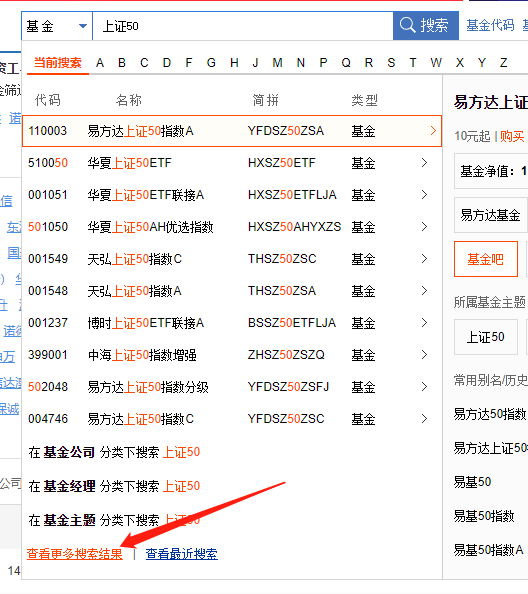 基金 上证50 搜索 基金代码
当前搜索 A B C D F G H J M N P Q R S T W X Y Z
代码 名称 简拼 类型
110003 易方达上证50指数A YFDSZ50ZSA 基金
510050 华夏上证50ETF HXSZ50ETF 基金
001051 华夏上证50ETF联接A HXSZ50ETFLJA 基金
501050 华夏上证50AH优选指数 HXSZ50AHYXZS 基金
001549 天弘上证50指数C THSZ50ZSC 基金
001548 天弘上证50指数A THSZ50ZSA 基金
001237 博时上证50ETF联接A BSSZ50ETFLJA 基金
399001 中海上证50指数增强 ZHSZ50ZSZQ 基金
502048 易方达上证50指数分级 YFDSZ50ZSFJ 基金
004746 易方达上证50指数C YFDSZ50ZSC 基金
在 基金公司 分类下搜索 上证50
在 基金经理 分类下搜索 上证50
在 基金主题 分类下搜索 上证50
查看更多搜索结果 | 查看最近搜索
易方达上证
10元起 | 购买
基金净值：1
易方达基金
基金吧
所属基金主题
上证50
常用别名/历史
易方达50指数
易方达上证50
易基50
易基50指数
易基50指数A
资工
金筛
诺
信
东
国
诺德
万
信达澳
保诚
公司
14